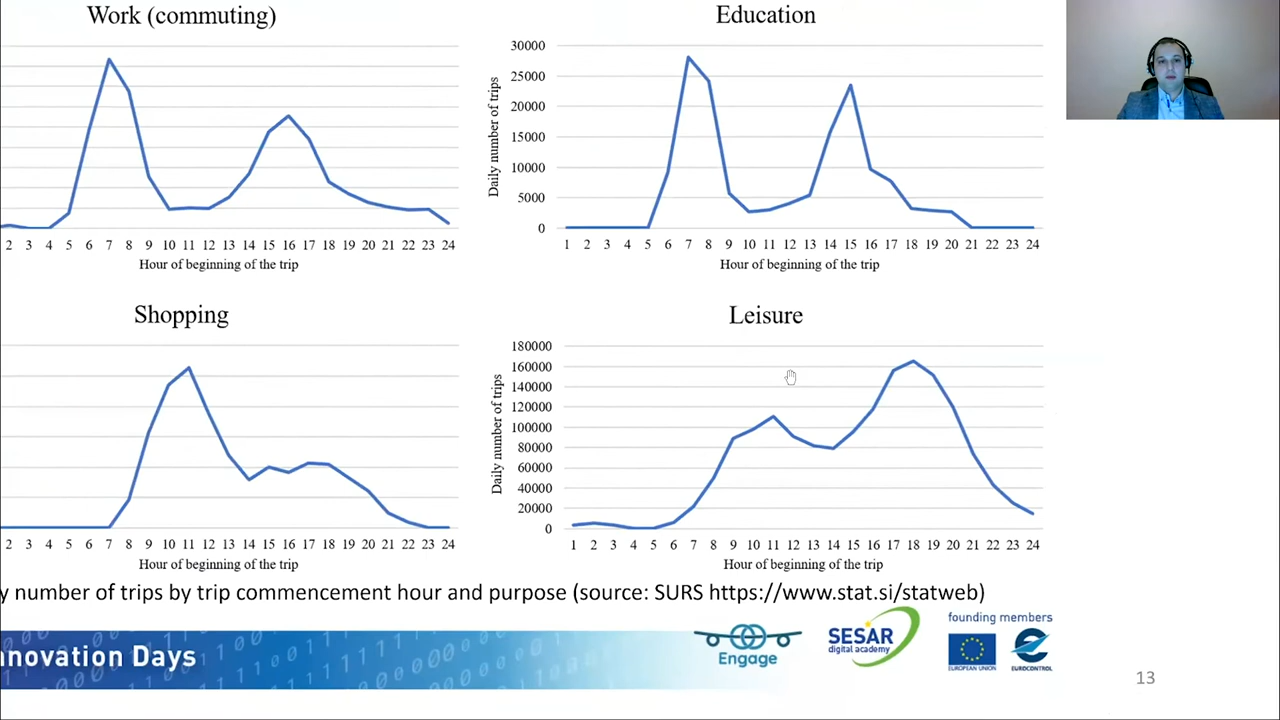 Work (commuting)
2 3 4 5 6 7 8 9 10 11 12 13 14 15 16 17 18 19 20 21 22 23 24
Hour of beginning of the trip
Education
Daily number of trips
30000
25000
20000
15000
10000
5000
0
1 2 3 4 5 6 7 8 9 10 11 12 13 14 15 16 17 18 19 20 21 22 23 24
Hour of beginning of the trip
Shopping
2 3 4 5 6 7 8 9 10 11 12 13 14 15 16 17 18 19 20 21 22 23 24
Hour of beginning of the trip
Leisure
Daily number of trips
180000
160000
140000
120000
100000
80000
60000
40000
20000
0
1 2 3 4 5 6 7 8 9 10 11 12 13 14 15 16 17 18 19 20 21 22 23 24
Hour of beginning of the trip
y number of trips by trip commencement hour and purpose (source: SURS https://www.stat.si/statweb)
nnovation Days
Engage
SESAR
digital academy
founding members
EUROPEAN UNION
EUROCONTROL
13